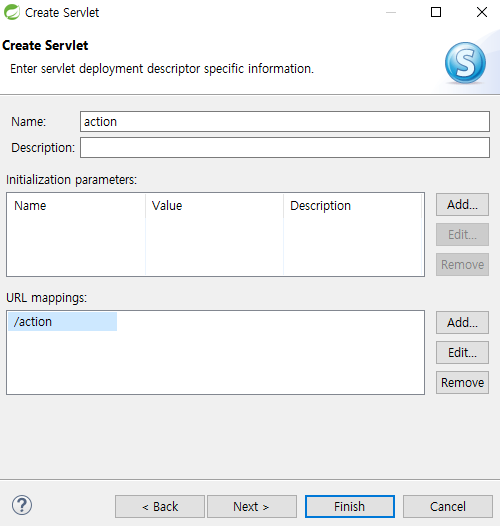 Create Servlet
Create Servlet
Enter servlet deployment descriptor specific information.
S
Name: action
Description:
Initialization parameters:
Name Value Description
Add...
Edit...
Remove
URL mappings:
/action
Add...
Edit...
Remove
? < Back Next > Finish Cancel